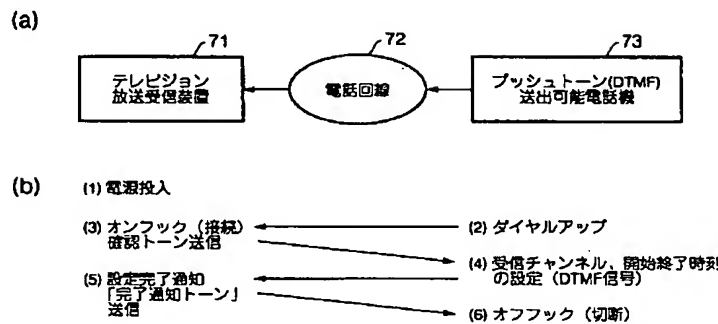 (a)
71
72
73
テレビジョン
放送受信装置
電話回線
プッシュトーン(DTMF)
送出可能電話機
(b)
(1) 電源投入
(3) オンフック（接続）
確認トーン送信
(2) ダイヤルアップ
(4) 受信チャンネル、開始終了時刻
の設定（DTMF信号）
(5) 設定完了通知
「完了通知トーン」
送信
(6) オフフック（切断）